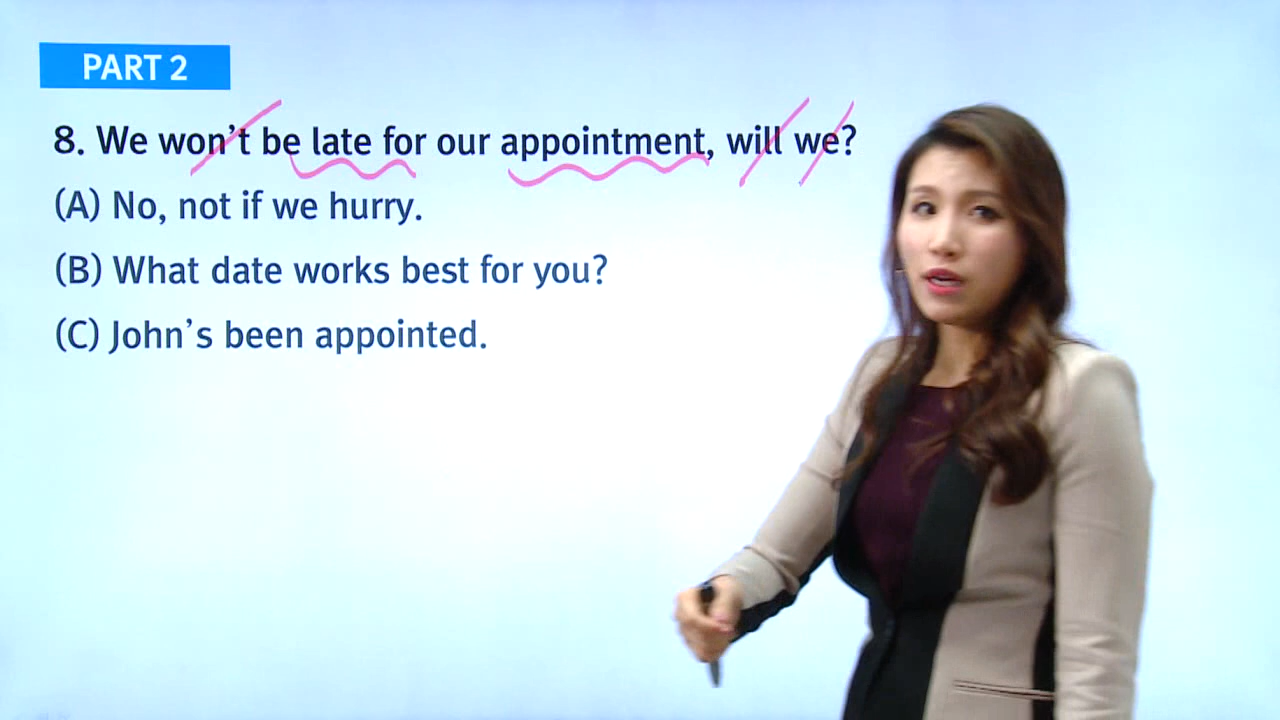 PART 2
8. We won't be late for our appointment, will we?
(A) No, not if we hurry.
(B) What date works best for you?
(C) John's been appointed.